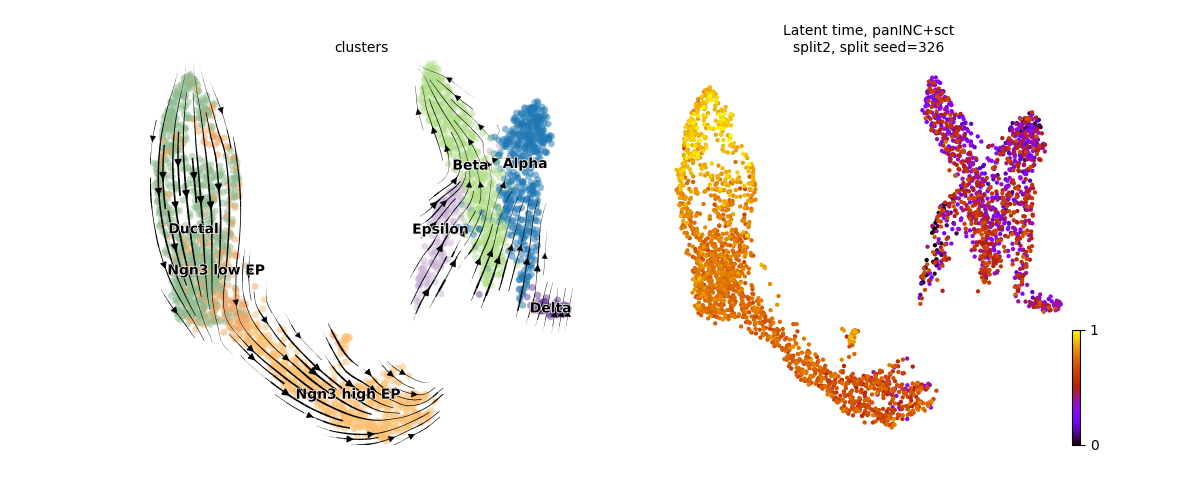 clusters
Ductal
Ngn3 low EP
Ngn3 high EP
Beta
Alpha
Epsilon
Delta
Latent time, panINC+sct
split2, split seed=326
1
0